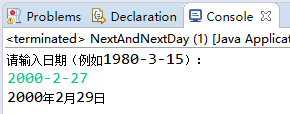 Problems Declaration Console
<terminated> NextAndNextDay (1) [Java Applicat
请输入日期（例如1980-3-15）：
2000-2-27
2000年2月29日